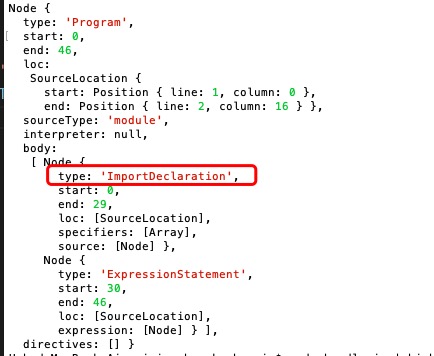 Node {
type: 'Program',
start: 0,
end: 46,
loc:
SourceLocation {
start: Position { line: 1, column: 0 },
end: Position { line: 2, column: 16 } },
sourceType: 'module',
interpreter: null,
body:
[ Node {
type: 'ImportDeclaration',
start: 0,
end: 29,
loc: [SourceLocation],
specifiers: [Array],
source: [Node] },
Node {
type: 'ExpressionStatement',
start: 30,
end: 46,
loc: [SourceLocation],
expression: [Node] } ],
directives: [] }